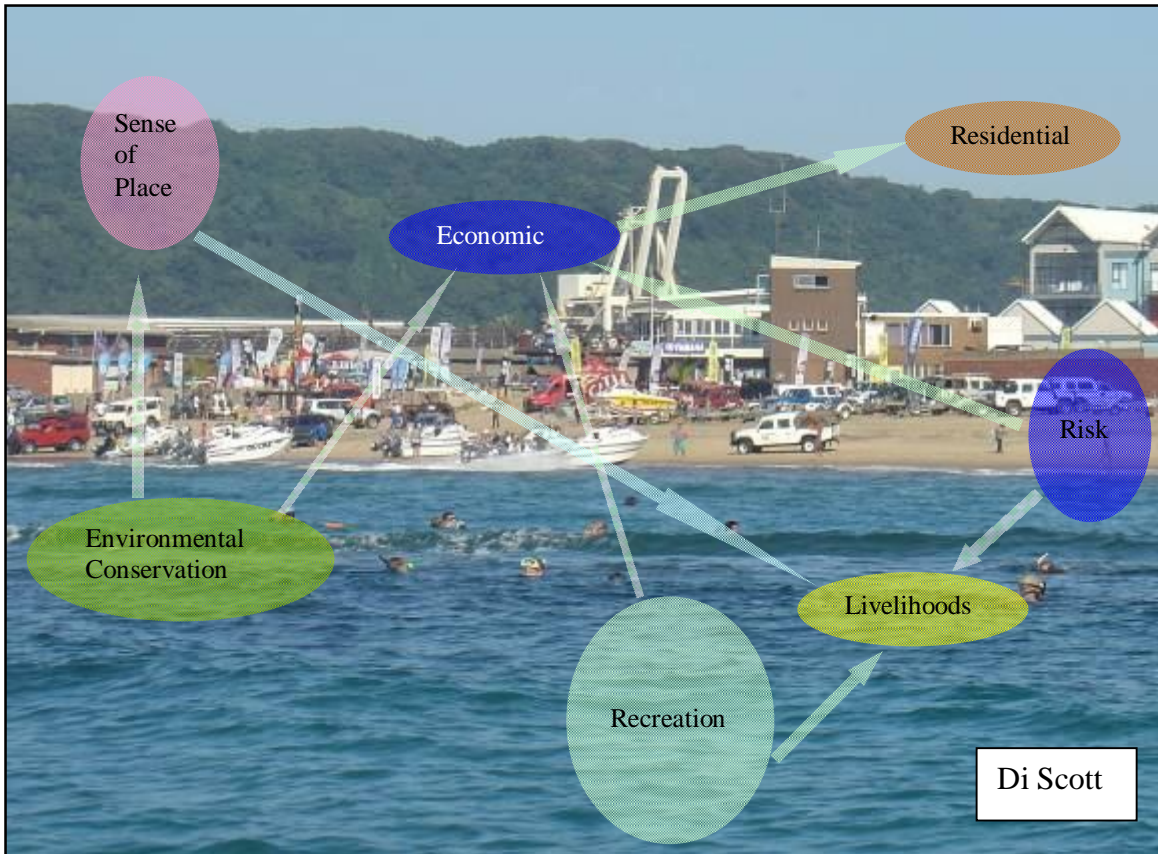 Sense
of
Place
Residential
Economic
Risk
Environmental
Conservation
Livelihoods
Recreation
Di Scott